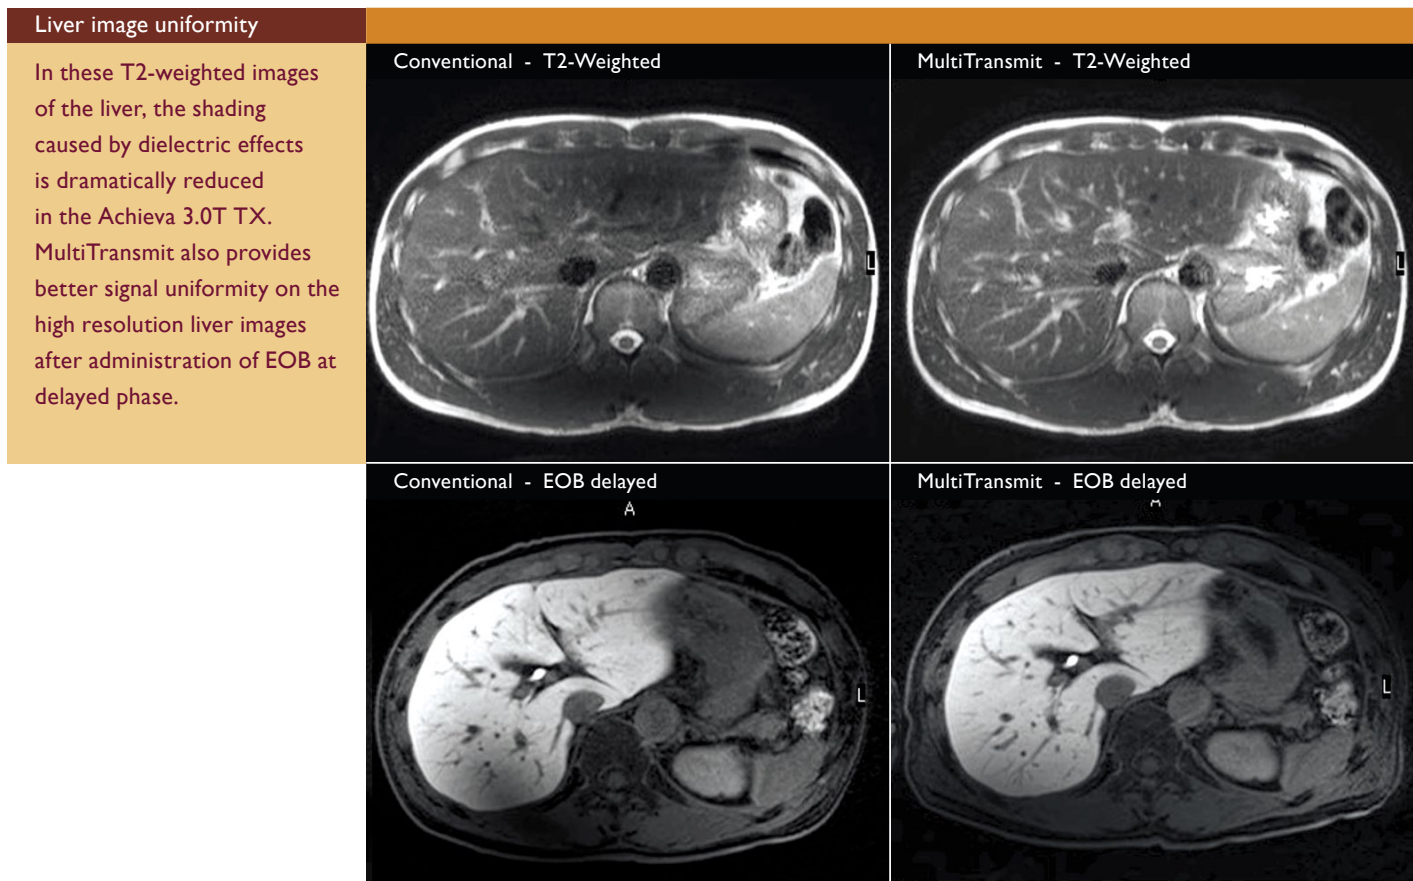 Liver image uniformity
In these T2-weighted images
of the liver, the shading
caused by dielectric effects
is dramatically reduced
in the Achieva 3.0T TX.
MultiTransmit also provides
better signal uniformity on the
high resolution liver images
after administration of EOB at
delayed phase.
Conventional - T2-Weighted
L
MultiTransmit - T2-Weighted
L
Conventional - EOB delayed
A
L
MultiTransmit - EOB delayed
A
L